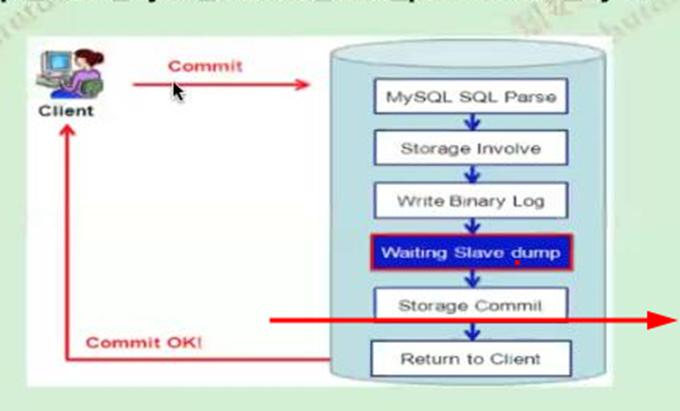 Commit
Client
MySQL SQL Parse
Storage Involve
Write Binary Log
Waiting Slave dump
Storage Commit
Commit OK!
Return to Client